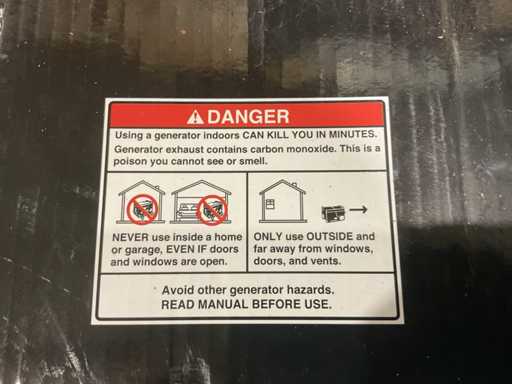 DANGER
Using a generator indoors CAN KILL YOU IN MINUTES.
Generator exhaust contains carbon monoxide. This is a
poison you cannot see or smell.
NEVER use inside a home
or garage, EVEN IF doors
and windows are open.
ONLY use OUTSIDE and
far away from windows,
doors, and vents.
Avoid other generator hazards.
READ MANUAL BEFORE USE.